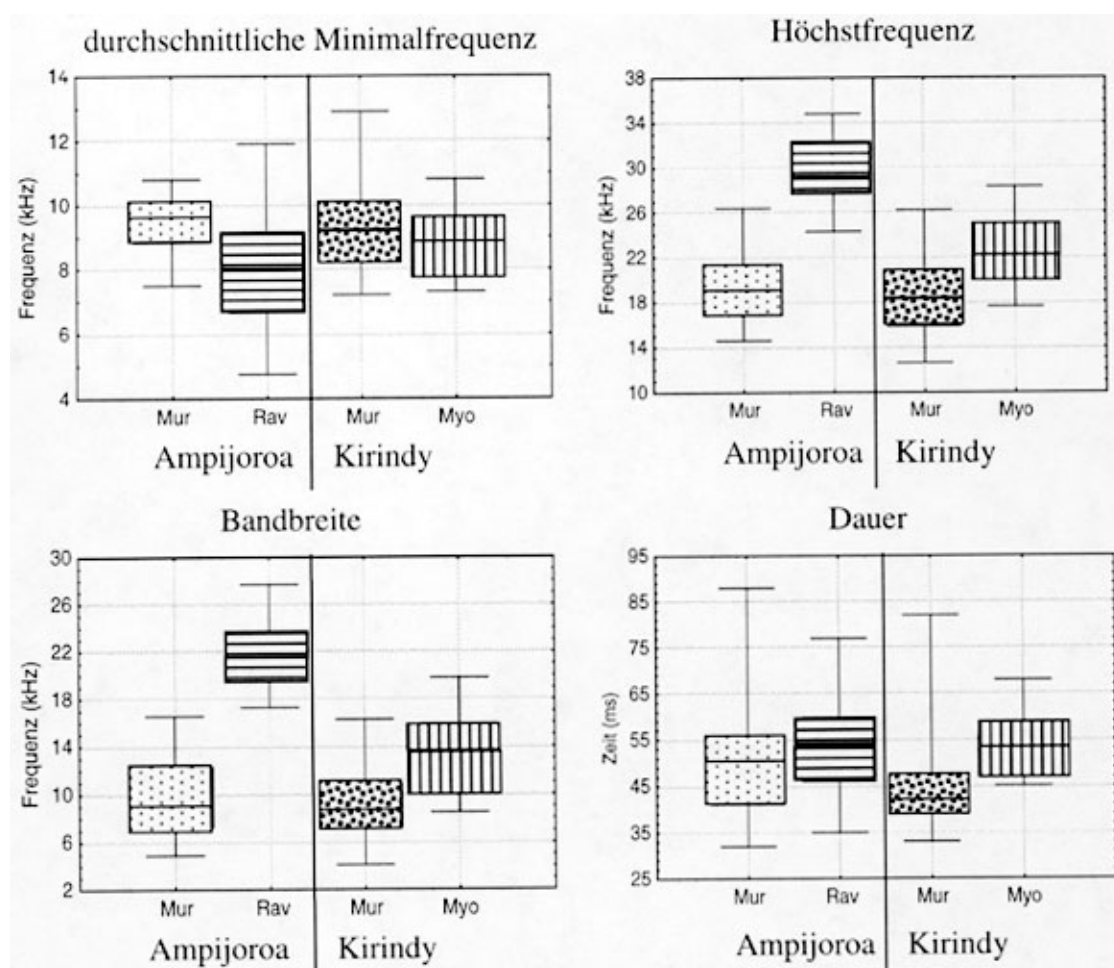 durchschnittliche Minimalfrequenz
14
12
10
8
6
4
Frequenz (kHz)
Mur Rav Mur Myo
Ampijoroa Kirindy
Höchstfrequenz
38
34
30
26
22
18
14
10
Frequenz (kHz)
Mur Rav Mur Myo
Ampijoroa Kirindy
Bandbreite
30
26
22
18
14
10
6
2
Frequenz (kHz)
Mur Rav Mur Myo
Ampijoroa Kirindy
Dauer
95
85
75
65
55
45
35
25
Zeit (ms)
Mur Rav Mur Myo
Ampijoroa Kirindy